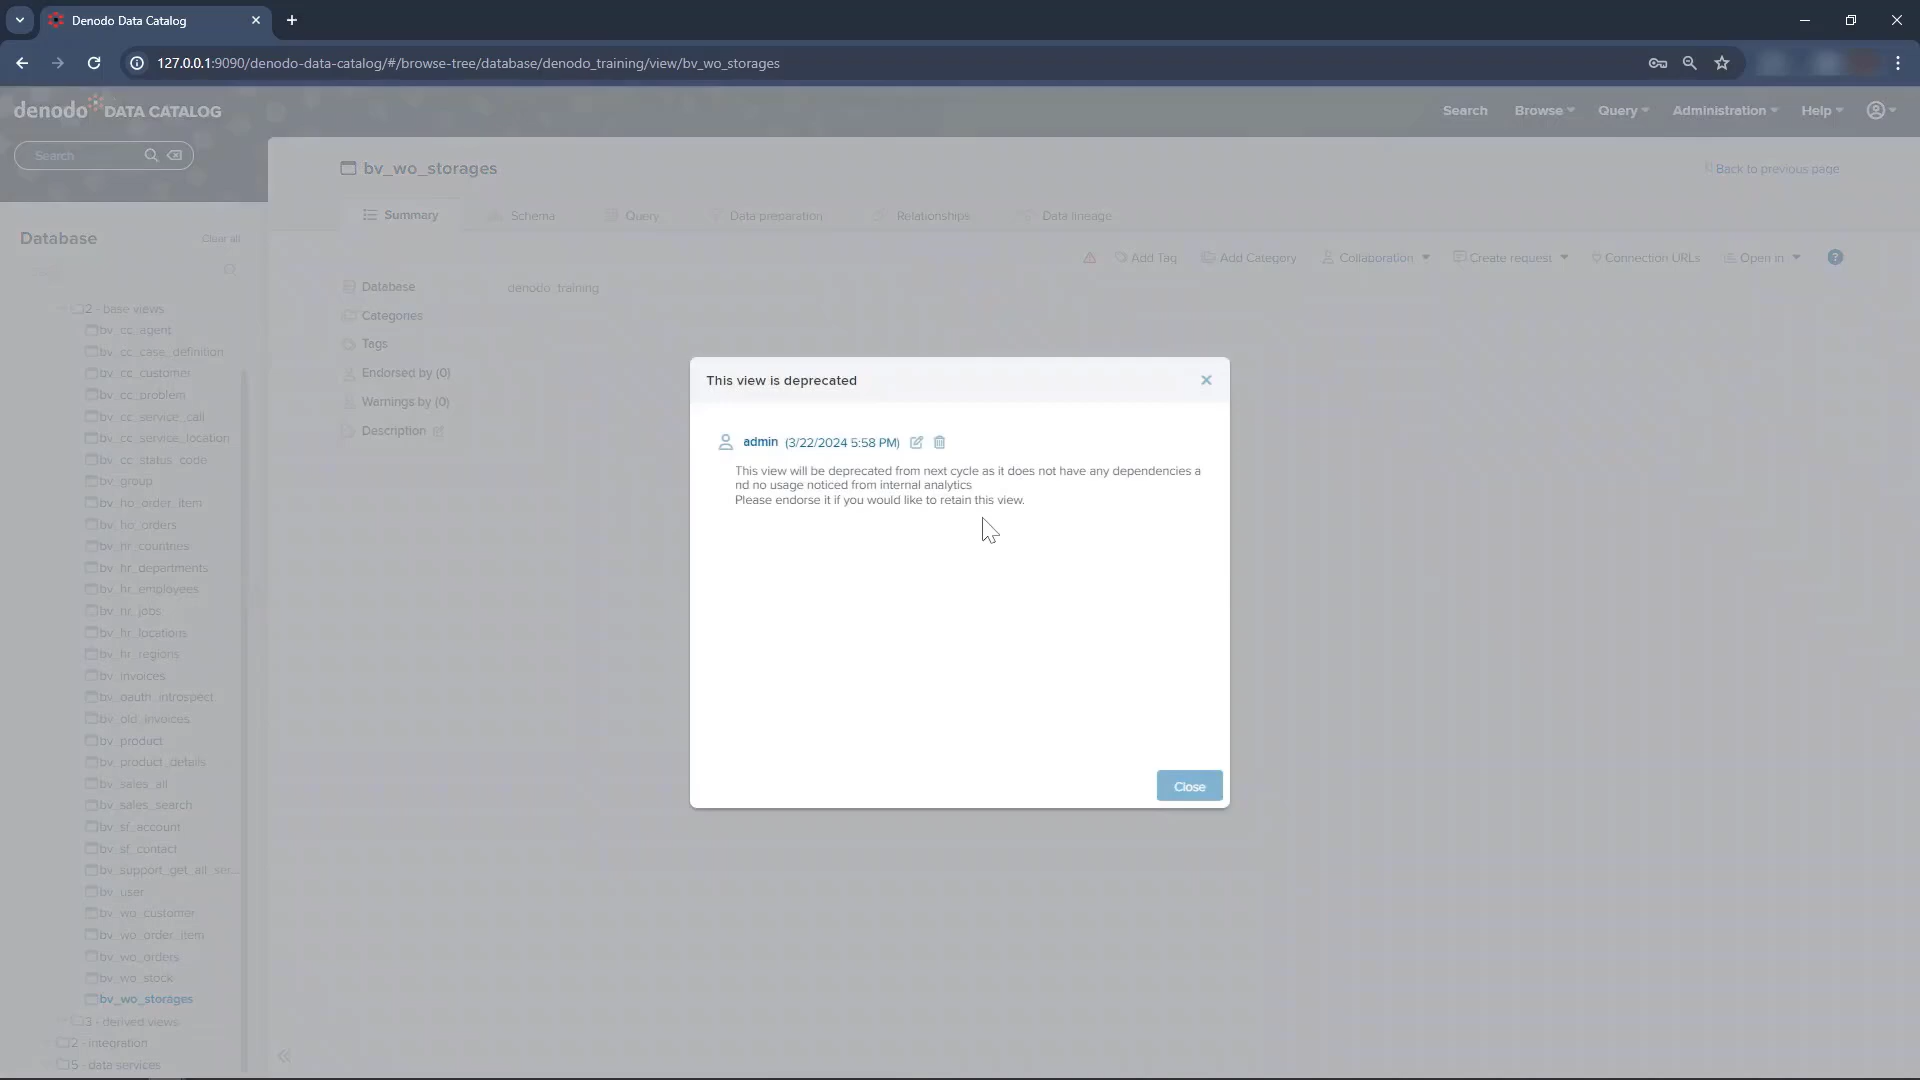 Denodo Data Catalog
127.0.0.1:9090/denodo-data-catalog/#/browse-tree/database/denodo_training/view/bv_wo_storages
denodo DATA CATALOG
Search Browse Query Administration Help
Search
bv_wo_storages
Back to previous page
Summary Schema Query Data preparation Relationships Data lineage
Database Clear all
Add Tag Add Category Collaboration Create request Connection URLs Open in ?
Database denodo_training
Categories
Tags
Endorsed by (0)
Warnings by (0)
Description
2 - base views
bv_cc_agent
bv_cc_case_definition
bv_cc_customer
bv_cc_problem
bv_cc_service_call
bv_cc_service_location
bv_cc_status_code
bv_group
bv_ho_order_item
bv_ho_orders
bv_hr_countries
bv_hr_departments
bv_hr_employees
bv_hr_jobs
bv_hr_locations
bv_hr_regions
bv_invoices
bv_oauth_introspect
bv_old_invoices
bv_product
bv_product_details
bv_sales_all
bv_sales_search
bv_sf_account
bv_sf_contact
bv_support_get_all_ser...
bv_user
bv_wo_customer
bv_wo_order_item
bv_wo_orders
bv_wo_stock
bv_wo_storages
3 - derived views
2 - integration
5 - data services
This view is deprecated
admin (3/22/2024 5:58 PM)
This view will be deprecated from next cycle as it does not have any dependencies a
nd no usage noticed from internal analytics
Please endorse it if you would like to retain this view.
Close